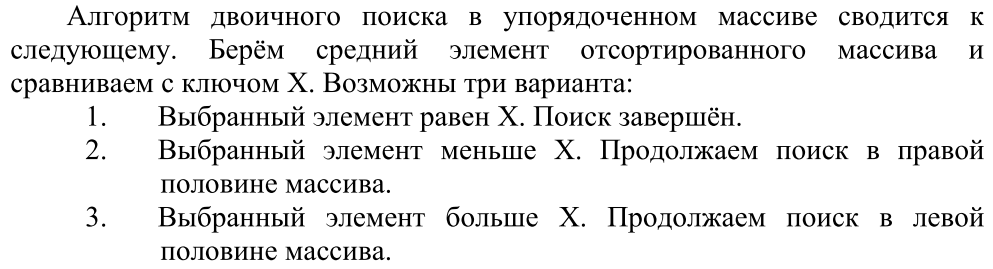 Алгоритм двоичного поиска в упорядоченном массиве сводится к
следующему. Берём средний элемент отсортированного массива и
сравниваем с ключом X. Возможны три варианта:
1. Выбранный элемент равен X. Поиск завершён.
2. Выбранный элемент меньше X. Продолжаем поиск в правой
половине массива.
3. Выбранный элемент больше X. Продолжаем поиск в левой
половине массива.